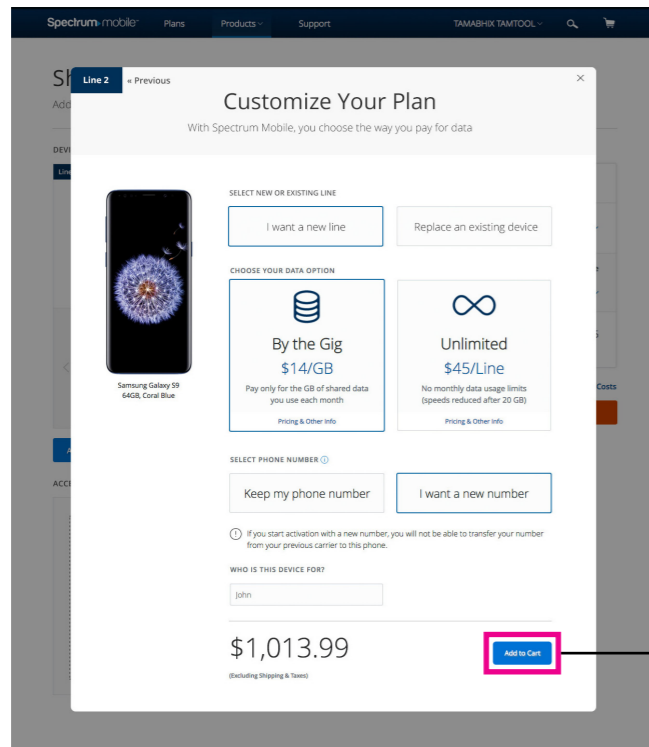 Spectrum mobile Plans Products Support TAMABHIX TAMTOOL
Line 2 « Previous
Customize Your Plan
With Spectrum Mobile, you choose the way you pay for data
SELECT NEW OR EXISTING LINE
I want a new line Replace an existing device
CHOOSE YOUR DATA OPTION
By the Gig Unlimited
$14/GB $45/Line
Pay only for the GB of shared data No monthly data usage limits
you use each month (speeds reduced after 20 GB)
Pricing & Other Info Pricing & Other Info
Samsung Galaxy S9
64GB, Coral Blue
Costs
SELECT PHONE NUMBER
Keep my phone number I want a new number
If you start activation with a new number, you will not be able to transfer your number
from your previous carrier to this phone.
WHO IS THIS DEVICE FOR?
John
$1,013.99 Add to Cart
(Excluding Shipping & Taxes)